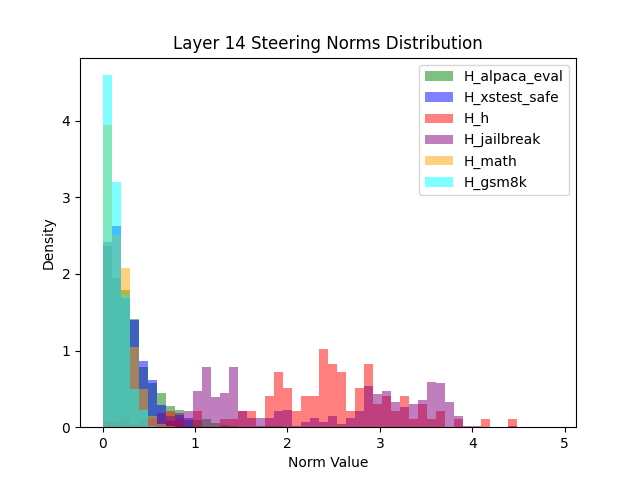 Layer 14 Steering Norms Distribution
H_alpaca_eval
H_xstest_safe
H_h
H_jailbreak
H_math
H_gsm8k
Density
4
3
2
1
0
0 1 2 3 4 5
Norm Value